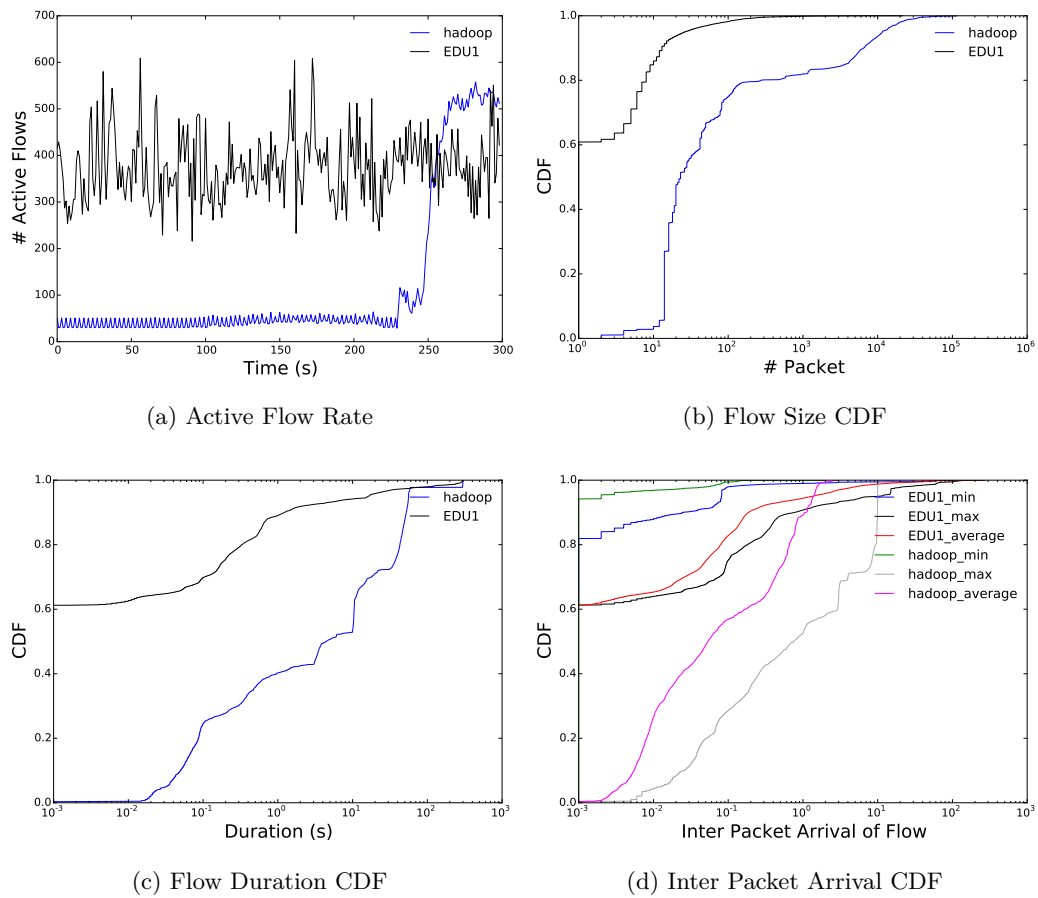 700
600
500
400
300
200
100
0
# Active Flows
0 50 100 150 200 250 300
Time (s)
hadoop
EDU1
(a) Active Flow Rate
1.0
0.8
0.6
0.4
0.2
0.0
CDF
10^0 10^1 10^2 10^3 10^4 10^5 10^6
# Packet
hadoop
EDU1
(b) Flow Size CDF
1.0
0.8
0.6
0.4
0.2
0.0
CDF
10^-3 10^-2 10^-1 10^0 10^1 10^2 10^3
Duration (s)
hadoop
EDU1
(c) Flow Duration CDF
1.0
0.8
0.6
0.4
0.2
0.0
CDF
10^-3 10^-2 10^-1 10^0 10^1 10^2 10^3
Inter Packet Arrival of Flow
EDU1_min
EDU1_max
EDU1_average
hadoop_min
hadoop_max
hadoop_average
(d) Inter Packet Arrival CDF